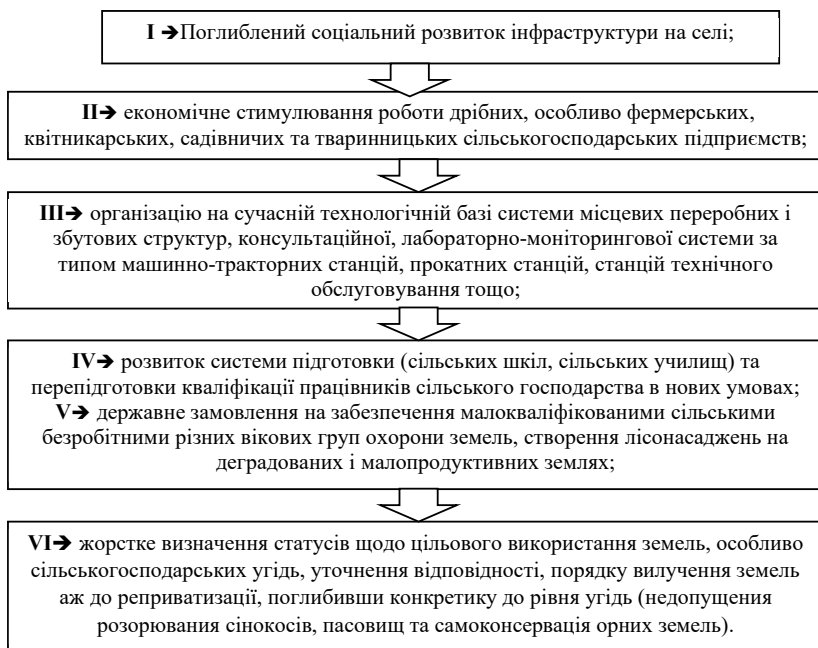 I ➔Поглиблений соціальний розвиток інфраструктури на селі;
II➔ економічне стимулювання роботи дрібних, особливо фермерських,
квітникарських, садівничих та тваринницьких сільськогосподарських підприємств;
III➔ організацію на сучасній технологічній базі системи місцевих переробних і
збутових структур, консультаційної, лабораторно-моніторингової системи за
типом машинно-тракторних станцій, прокатних станцій, станцій технічного
обслуговування тощо;
IV➔ розвиток системи підготовки (сільських шкіл, сільських училищ) та
перепідготовки кваліфікації працівників сільського господарства в нових умовах;
V➔ державне замовлення на забезпечення малокваліфікованими сільськими
безробітними різних вікових груп охорони земель, створення лісонасаджень на
деградованих і малопродуктивних землях;
VI➔ жорстке визначення статусів щодо цільового використання земель, особливо
сільськогосподарських угідь, уточнення відповідності, порядку вилучення земель
аж до реприватизації, поглибивши конкретику до рівня угідь (недопущення
розорювання сінокосів, пасовищ та самоконсервація орних земель).